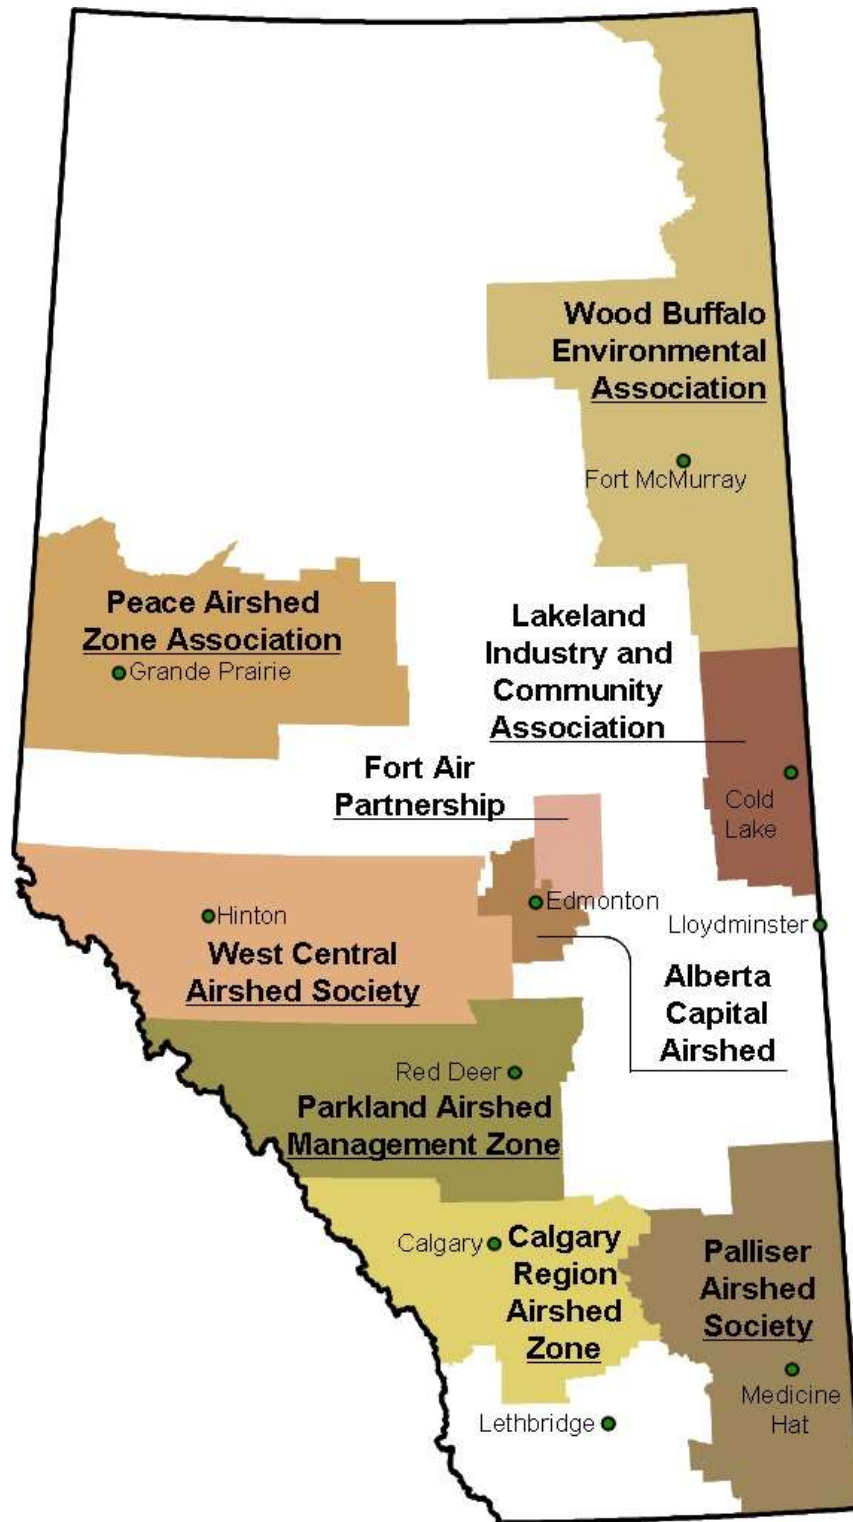 Wood Buffalo
Environmental
Association
Fort McMurray
Peace Airshed
Zone Association
Grande Prairie
Lakeland
Industry and
Community
Association
Fort Air
Partnership
Cold
Lake
Hinton
Edmonton
Lloydminster
West Central
Airshed Society
Alberta
Capital
Airshed
Red Deer
Parkland Airshed
Management Zone
Calgary
Calgary
Region
Airshed
Zone
Palliser
Airshed
Society
Medicine
Hat
Lethbridge